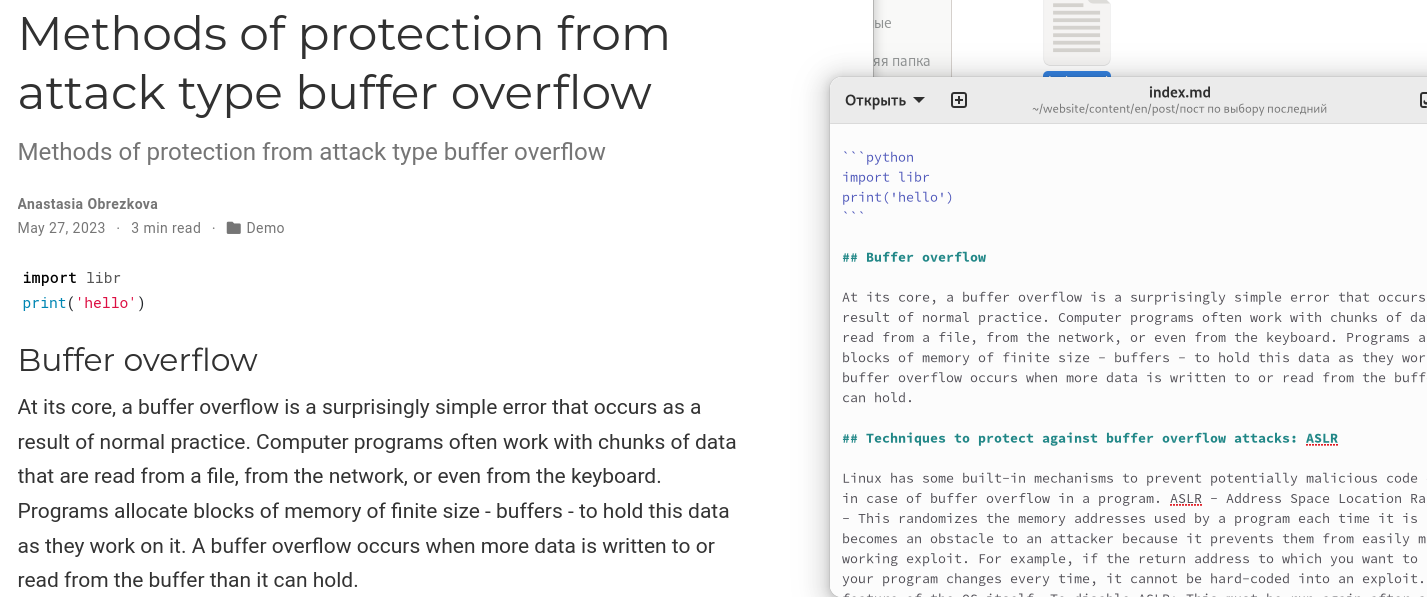 Methods of protection from
attack type buffer overflow
Methods of protection from attack type buffer overflow
Anastasia Obrezkova
May 27, 2023 · 3 min read · Demo
import libr
print('hello')
Buffer overflow
At its core, a buffer overflow is a surprisingly simple error that occurs as a
result of normal practice. Computer programs often work with chunks of data
that are read from a file, from the network, or even from the keyboard.
Programs allocate blocks of memory of finite size - buffers - to hold this data
as they work on it. A buffer overflow occurs when more data is written to or
read from the buffer than it can hold.
ые
яя папка
Открыть
index.md
~/website/content/en/post/пост по выбору последний
```python
import libr
print('hello')
```
## Buffer overflow
At its core, a buffer overflow is a surprisingly simple error that occurs
result of normal practice. Computer programs often work with chunks of da
read from a file, from the network, or even from the keyboard. Programs a
blocks of memory of finite size - buffers - to hold this data as they wor
buffer overflow occurs when more data is written to or read from the buff
can hold.
## Techniques to protect against buffer overflow attacks: ASLR
Linux has some built-in mechanisms to prevent potentially malicious code
in case of buffer overflow in a program. ASLR - Address Space Location Ra
- This randomizes the memory addresses used by a program each time it is
becomes an obstacle to an attacker because it prevents them from easily m
working exploit. For example, if the return address to which you want to
your program changes every time, it cannot be hard-coded into an exploit.